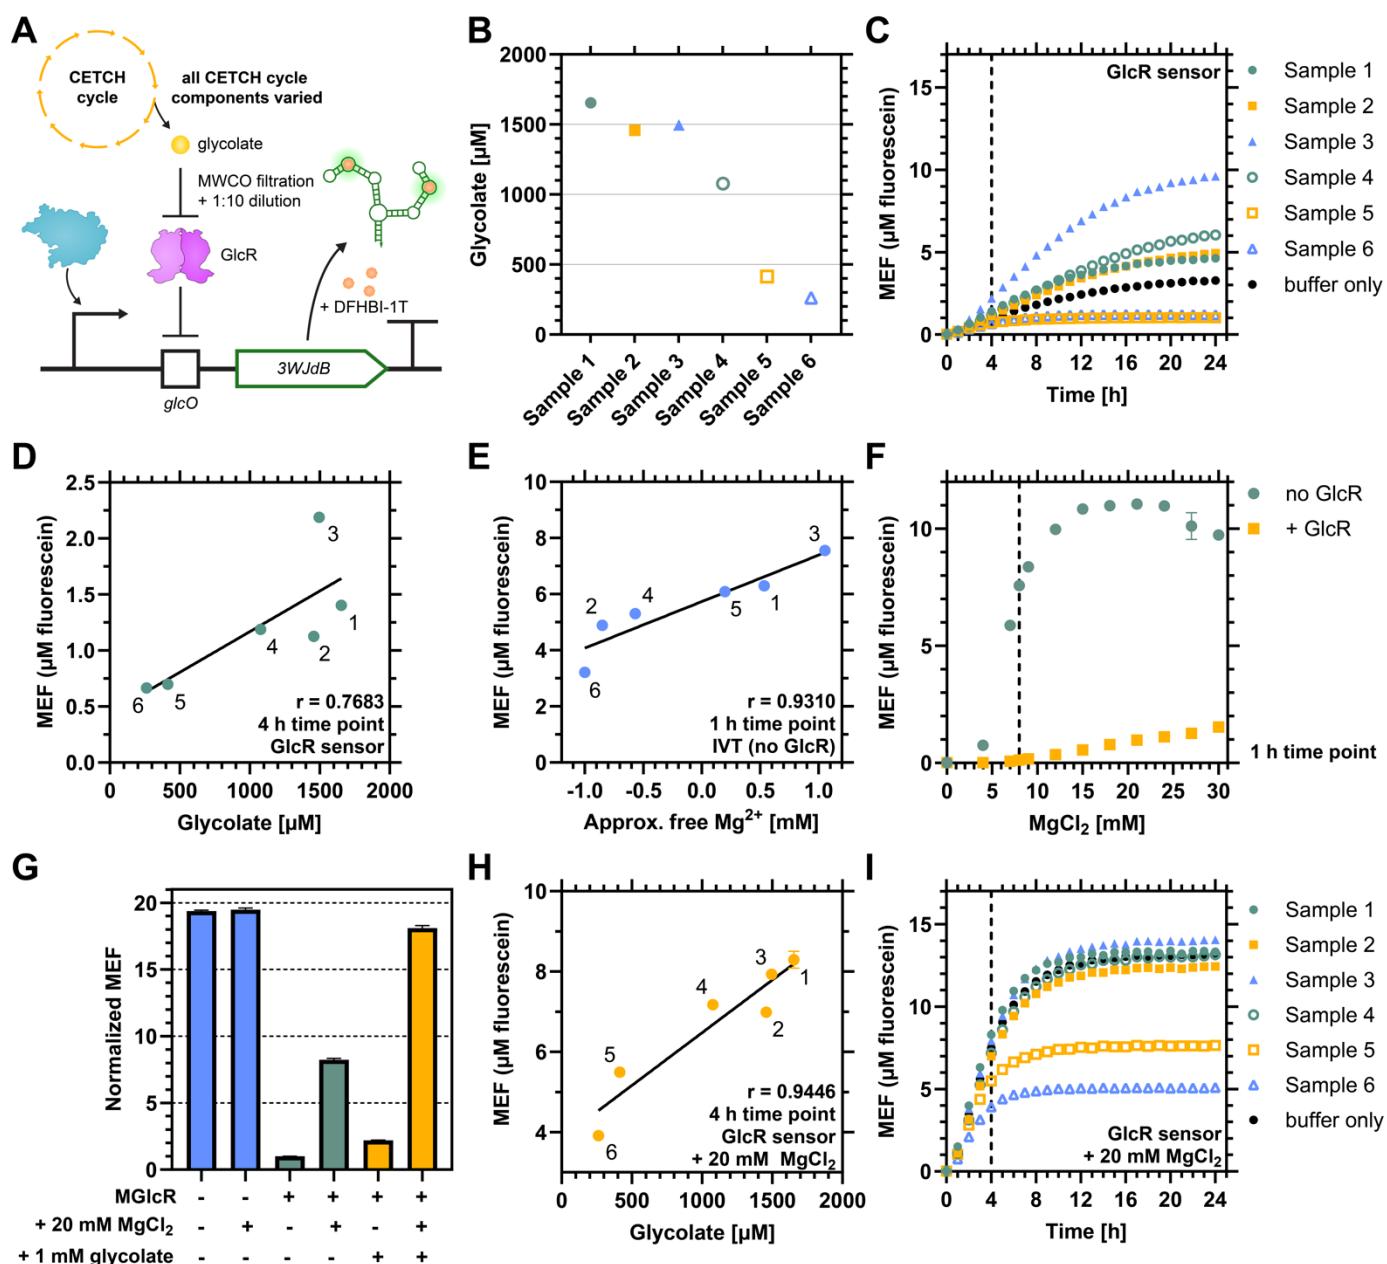 A
CETCH
cycle
all CETCH cycle
components varied
glycolate
MWCO filtration
+ 1:10 dilution
GlcR
+ DFHBI-1T
3WJdB
glcO
B
Glycolate [µM]
2000
1500
1000
500
0
Sample 1
Sample 2
Sample 3
Sample 4
Sample 5
Sample 6
C
MEF (µM fluorescein)
15
10
5
0
GlcR sensor
0 4 8 12 16 20 24
Time [h]
Sample 1
Sample 2
Sample 3
Sample 4
Sample 5
Sample 6
buffer only
D
MEF (µM fluorescein)
2.5
2.0
1.5
1.0
0.5
0.0
3
1
4
2
6 5
r = 0.7683
4 h time point
GlcR sensor
0 500 1000 1500 2000
Glycolate [µM]
E
MEF (µM fluorescein)
10
8
6
4
2
0
3
2 4
5 1
6
r = 0.9310
1 h time point
IVT (no GlcR)
-1.0 -0.5 0.0 0.5 1.0
Approx. free Mg2+ [mM]
F
MEF (µM fluorescein)
10
5
0
no GlcR
+ GlcR
1 h time point
0 5 10 15 20 25 30
MgCl2 [mM]
G
Normalized MEF
20
15
10
5
0
MGlcR - - + + + +
+ 20 mM MgCl2 - + - + - +
+ 1 mM glycolate - - - - + +
H
MEF (µM fluorescein)
10
8
6
4
3
1
4
2
5
6
r = 0.9446
4 h time point
GlcR sensor
+ 20 mM MgCl2
0 500 1000 1500 2000
Glycolate [µM]
I
MEF (µM fluorescein)
15
10
5
0
GlcR sensor
+ 20 mM MgCl2
0 4 8 12 16 20 24
Time [h]
Sample 1
Sample 2
Sample 3
Sample 4
Sample 5
Sample 6
buffer only